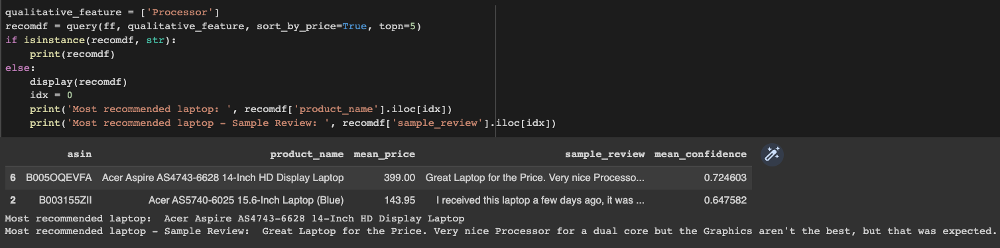 qualitative_feature = ['Processor']
recomdf = query(ff, qualitative_feature, sort_by_price=True, topn=5)
if isinstance(recomdf, str):
    print(recomdf)
else:
    display(recomdf)
    idx = 0
    print('Most recommended laptop: ', recomdf['product_name'].iloc[idx])
    print('Most recommended laptop - Sample Review: ', recomdf['sample_review'].iloc[idx])
asin product_name mean_price sample_review mean_confidence
6 B005OQEVFA Acer Aspire AS4743-6628 14-Inch HD Display Laptop 399.00 Great Laptop for the Price. Very nice Processo... 0.724603
2 B003155ZII Acer AS5740-6025 15.6-Inch Laptop (Blue) 143.95 I received this laptop a few days ago, it was ... 0.647582
Most recommended laptop:  Acer Aspire AS4743-6628 14-Inch HD Display Laptop
Most recommended laptop - Sample Review:  Great Laptop for the Price. Very nice Processor for a dual core but the Graphics aren't the best, but that was expected.